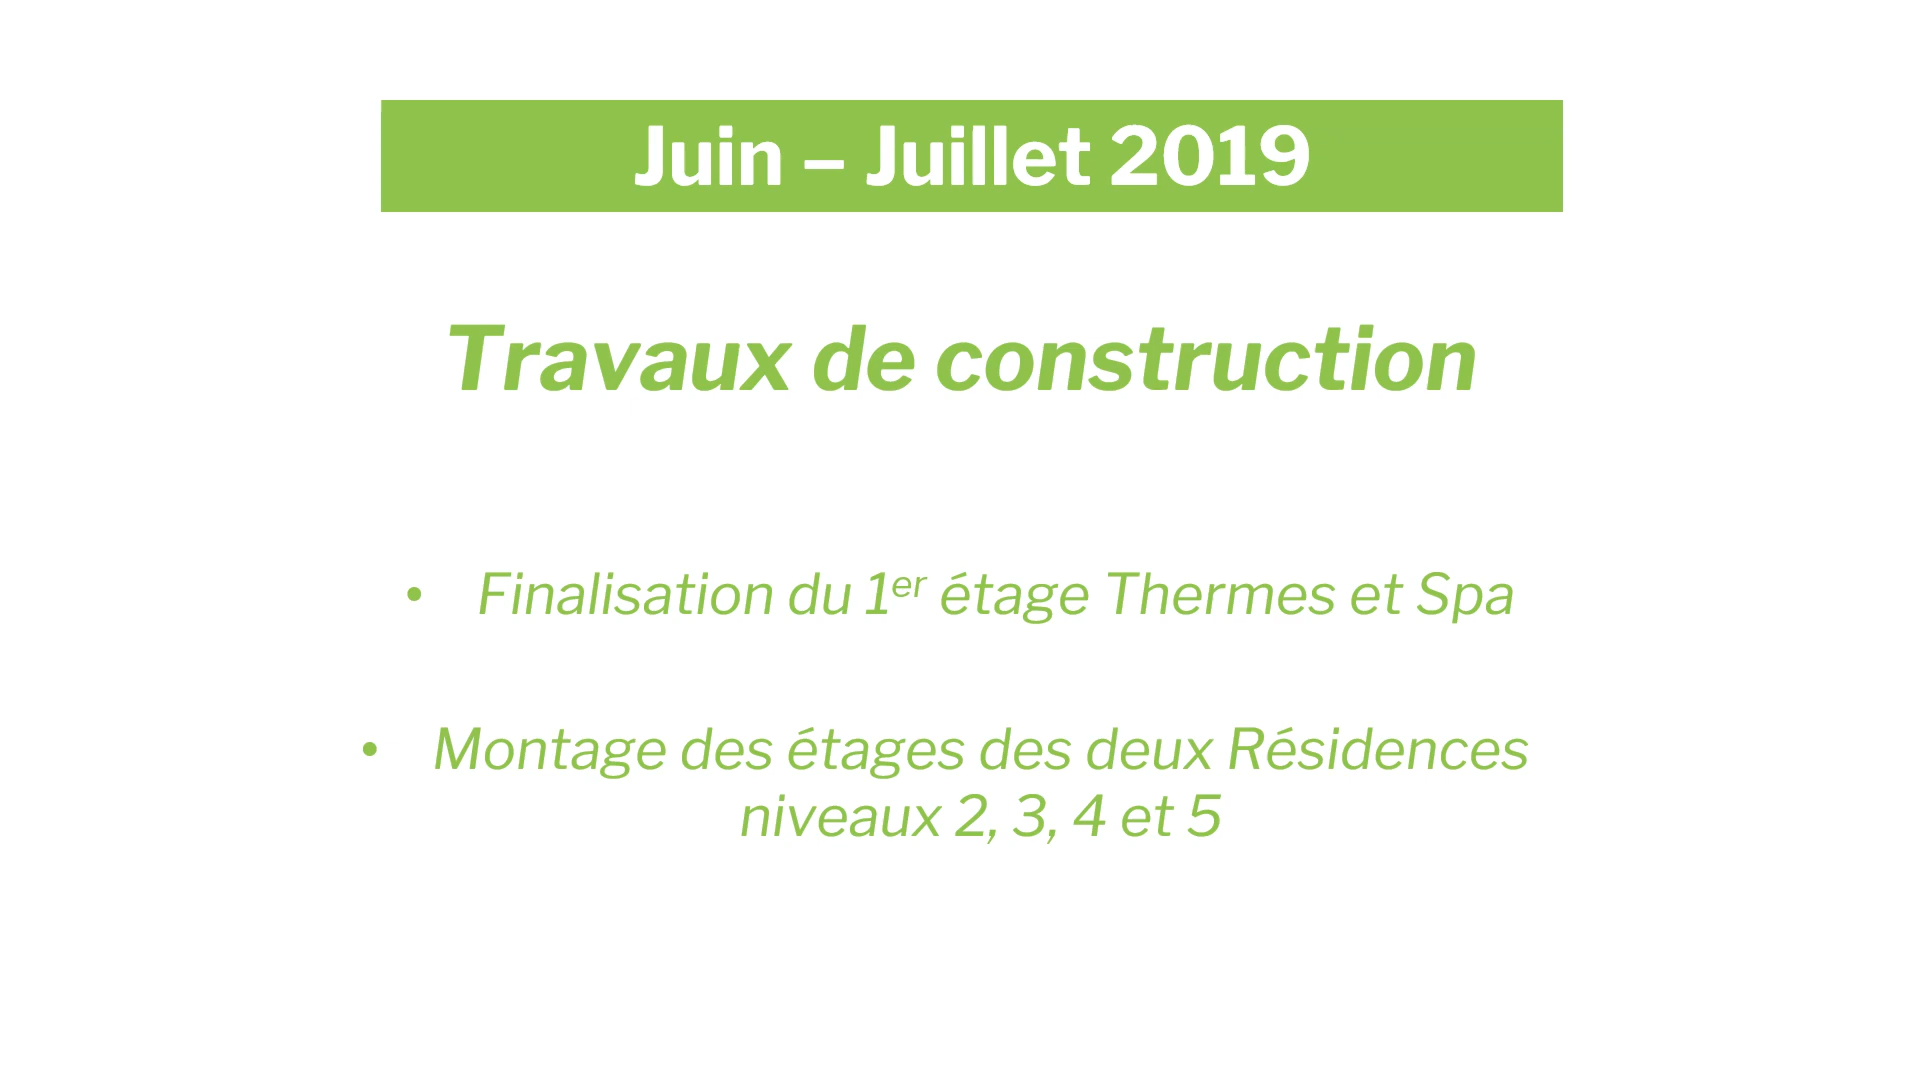 Juin – Juillet 2019
Travaux de construction
• Finalisation du 1er étage Thermes et Spa
• Montage des étages des deux Résidences
niveaux 2, 3, 4 et 5